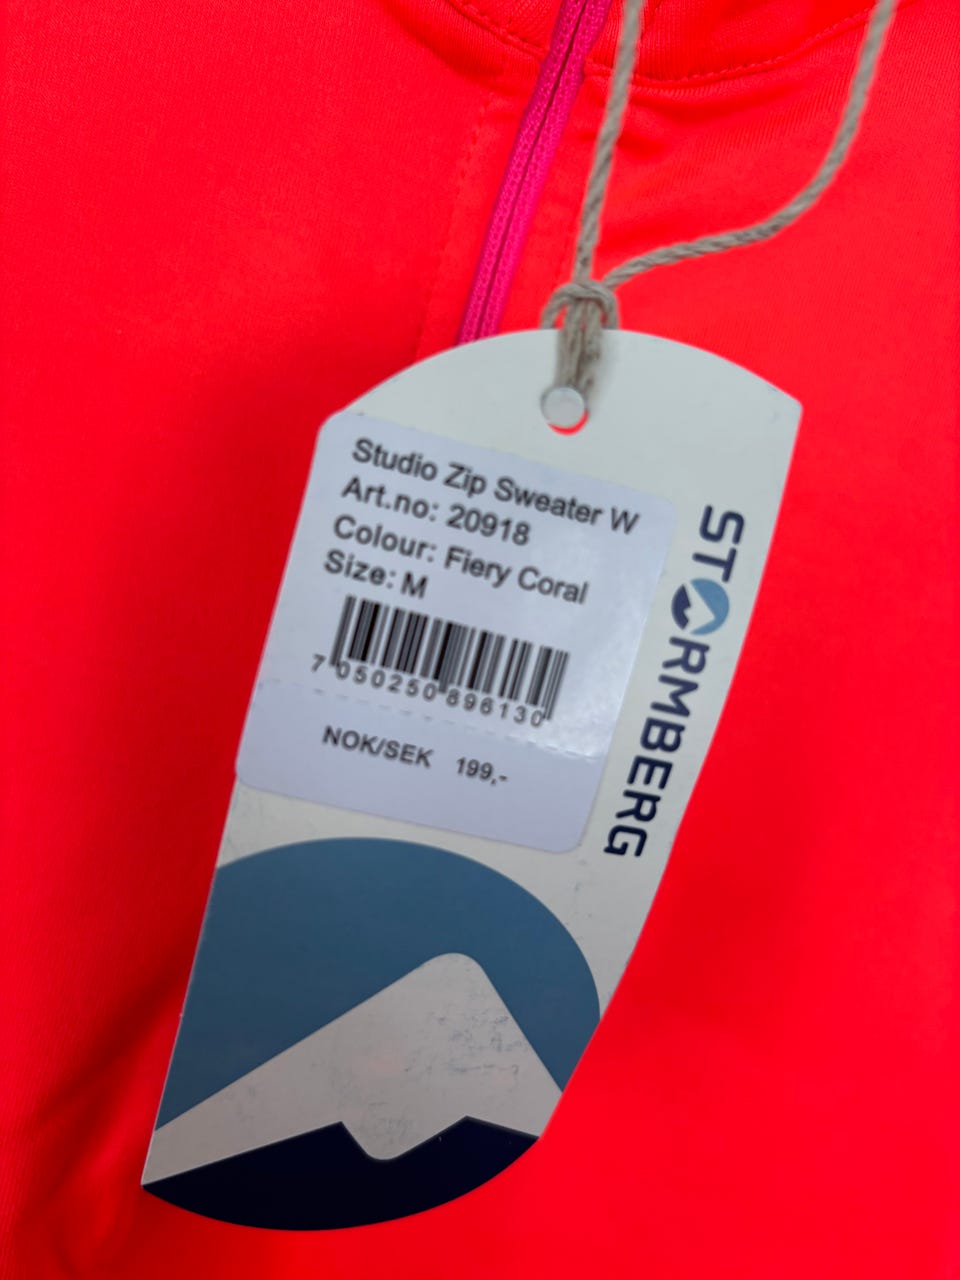 Studio Zip Sweater W
Art.no: 20918
Colour: Fiery Coral
Size: M
7 050250 896130
NOK/SEK 199,-
STORMBERG